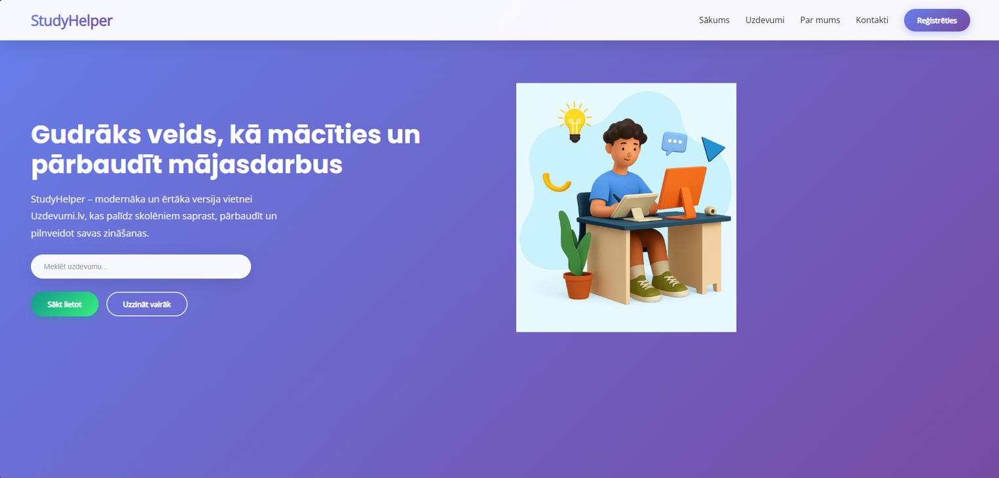 StudyHelper
Sākums
Uzdevumi
Par mums
Kontakti
Reģistrēties
Gudrāks veids, kā mācīties un
pārbaudīt mājasdarbus
StudyHelper – modernāka un ērtāka versija vietnei
Uzdevumi.lv, kas palīdz skolēniem saprast, pārbaudīt un
pilnveidot savas zināšanas.
Meklēt uzdevumu...
Sākt lietot
Uzzināt vairāk